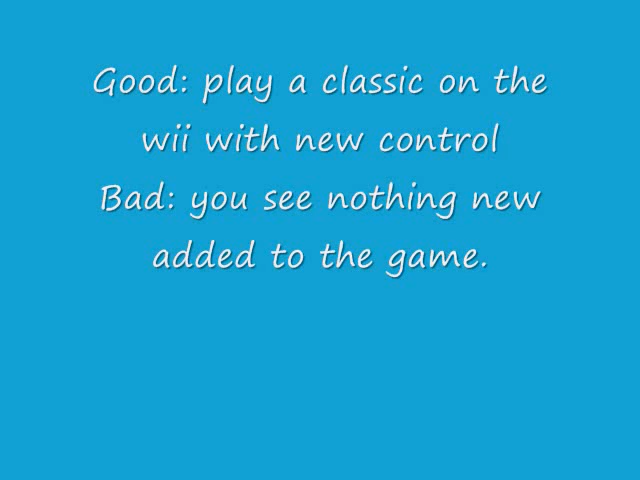 Good: play a classic on the
wii with new control
Bad: you see nothing new
added to the game.